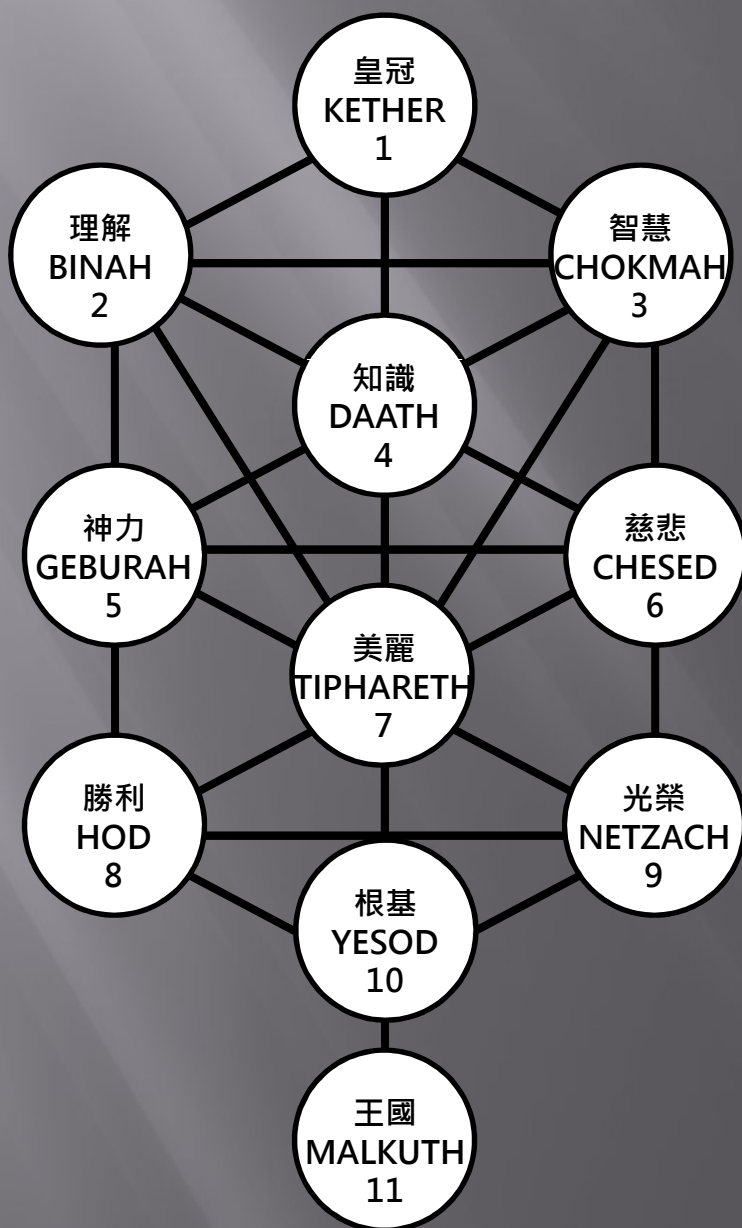 皇冠
KETHER
1
理解
BINAH
2
智慧
CHOKMAH
3
知識
DAATH
4
神力
GEBURAH
5
慈悲
CHESED
6
美麗
TIPHARETH
7
勝利
HOD
8
光榮
NETZACH
9
根基
YESOD
10
王國
MALKUTH
11